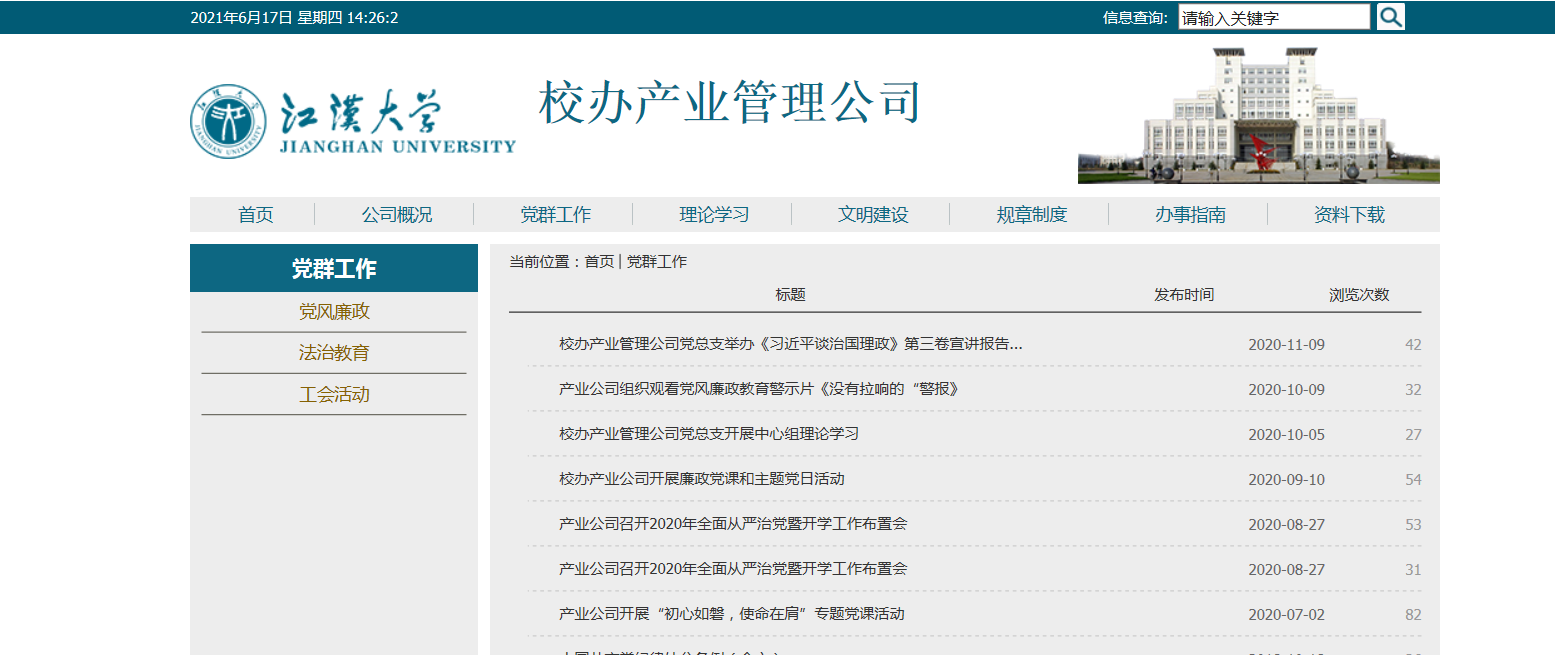 2021年6月17日 星期四 14:26:2
信息查询: 请输入关键字
江漢大学
JIANGHAN UNIVERSITY
校办产业管理公司
首页 公司概况 党群工作 理论学习 文明建设 规章制度 办事指南 资料下载
党群工作
党风廉政
法治教育
工会活动
当前位置：首页 | 党群工作
标题 发布时间 浏览次数
校办产业管理公司党总支举办《习近平谈治国理政》第三卷宣讲报告... 2020-11-09 42
产业公司组织观看党风廉政教育警示片《没有拉响的“警报》 2020-10-09 32
校办产业管理公司党总支开展中心组理论学习 2020-10-05 27
校办产业公司开展廉政党课和主题党日活动 2020-09-10 54
产业公司召开2020年全面从严治党暨开学工作布置会 2020-08-27 53
产业公司召开2020年全面从严治党暨开学工作布置会 2020-08-27 31
产业公司开展“初心如磐，使命在肩”专题党课活动 2020-07-02 82